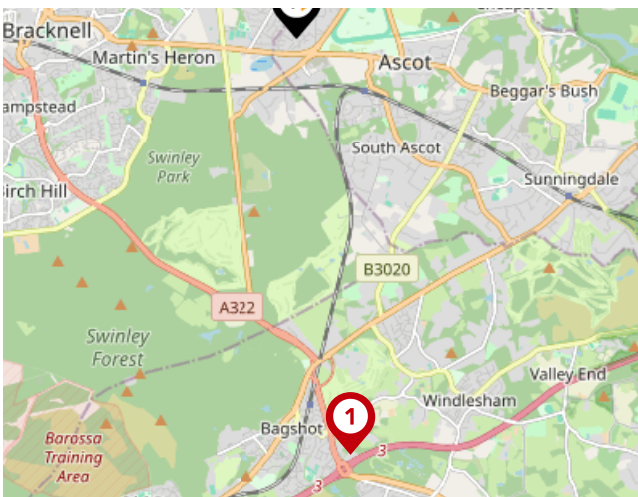 Bracknell
Martin's Heron
Ascot
Beggar's Bush
ampstead
South Ascot
Swinley
Park
Sunningdale
irch Hill
B3020
A322
Swinley
Forest
Valley End
Windlesham
1
Bagshot
Barossa
Training
Area
3
3